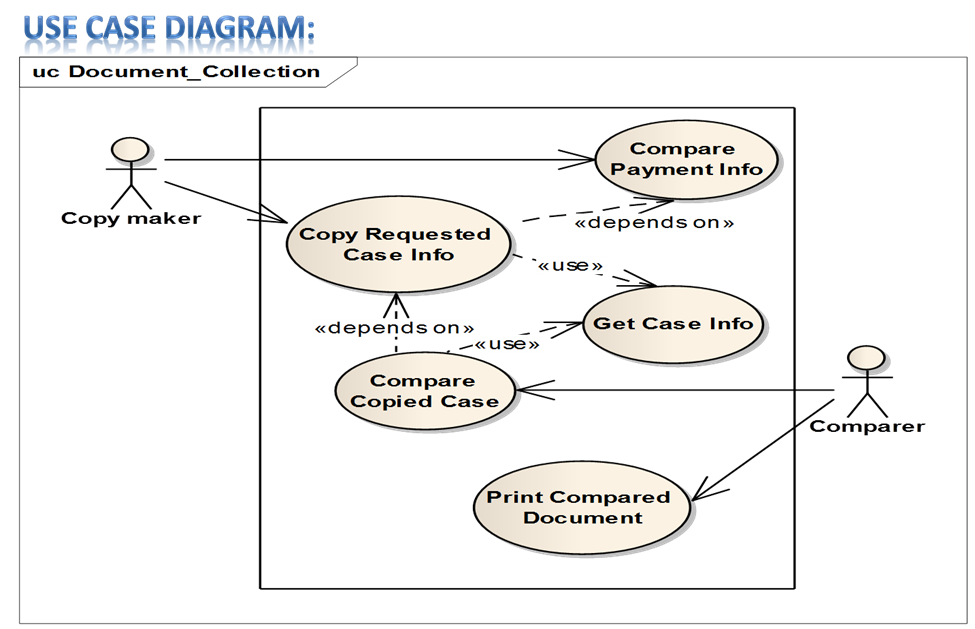 USE CASE DIAGRAM:
uc Document_Collection
Compare
Payment Info
Copy maker
«depends on»
Copy Requested
Case Info
«use»
Get Case Info
«depends on»
«use»
Compare
Copied Case
Comparer
Print Compared
Document